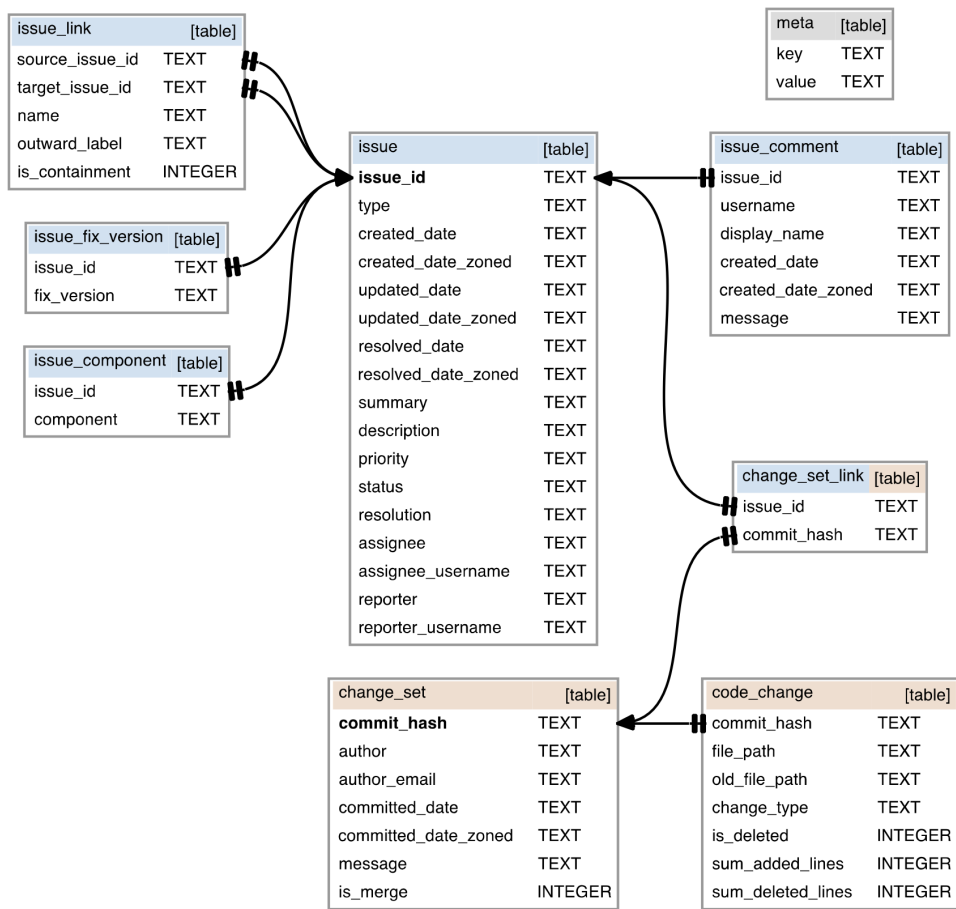 issue_link [table]
source_issue_id TEXT
target_issue_id TEXT
name TEXT
outward_label TEXT
is_containment INTEGER
meta [table]
key TEXT
value TEXT
issue_fix_version [table]
issue_id TEXT
fix_version TEXT
issue_component [table]
issue_id TEXT
component TEXT
issue [table]
issue_id TEXT
type TEXT
created_date TEXT
created_date_zoned TEXT
updated_date TEXT
updated_date_zoned TEXT
resolved_date TEXT
resolved_date_zoned TEXT
summary TEXT
description TEXT
priority TEXT
status TEXT
resolution TEXT
assignee TEXT
assignee_username TEXT
reporter TEXT
reporter_username TEXT
issue_comment [table]
issue_id TEXT
username TEXT
display_name TEXT
created_date TEXT
created_date_zoned TEXT
message TEXT
change_set_link [table]
issue_id TEXT
commit_hash TEXT
change_set [table]
commit_hash TEXT
author TEXT
author_email TEXT
committed_date TEXT
committed_date_zoned TEXT
message TEXT
is_merge INTEGER
code_change [table]
commit_hash TEXT
file_path TEXT
old_file_path TEXT
change_type TEXT
is_deleted INTEGER
sum_added_lines INTEGER
sum_deleted_lines INTEGER